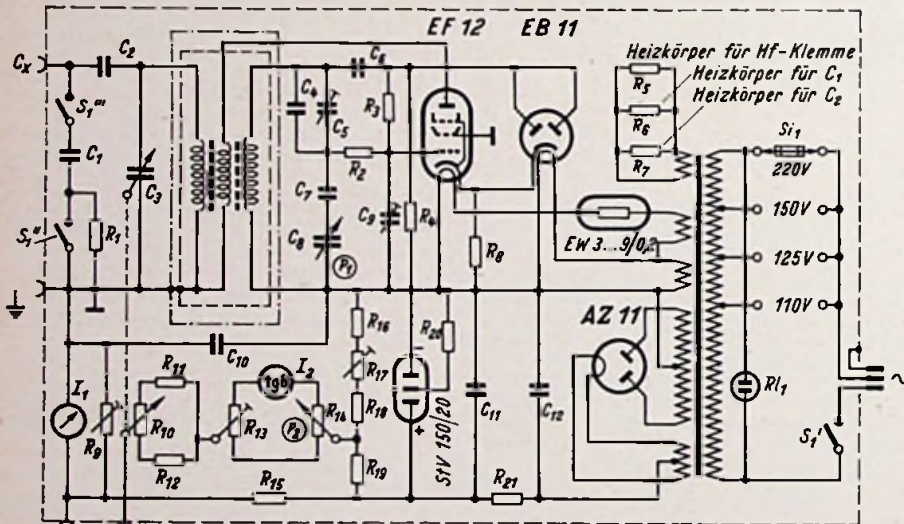 EF 12 EB 11
Heizkörper für Hf-Klemme
Heizkörper für C1
Heizkörper für C2
Cx
C2
S1'''
C1
S1''
R1
C3
C4
C5
C6
R3
R2
C7
C8
P1
C9
R4
R8
R5
R6
R7
EW 3...9/0,2
Si1
220V
150V
125V
110V
AZ 11
Rl1
S1'
~
C10
R16
R17
R18
R19
R20
StV 150/20
-
+
C11
C12
I1
R9
R11
R10
R12
R13
I2
tgδ
P2
R14
R15
R21